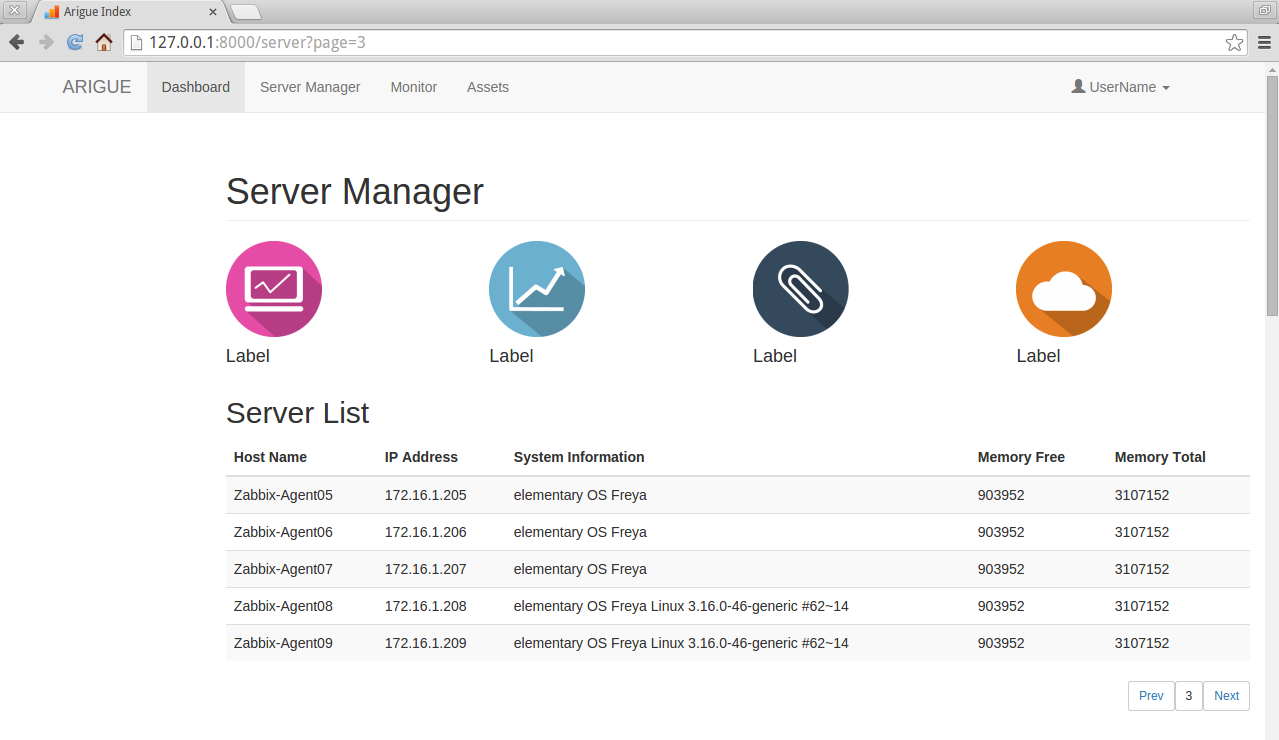 Arigue Index
127.0.0.1:8000/server?page=3
ARIGUE Dashboard Server Manager Monitor Assets UserName
Server Manager
Label Label Label Label
Server List
Host Name IP Address System Information Memory Free Memory Total
Zabbix-Agent05 172.16.1.205 elementary OS Freya 903952 3107152
Zabbix-Agent06 172.16.1.206 elementary OS Freya 903952 3107152
Zabbix-Agent07 172.16.1.207 elementary OS Freya 903952 3107152
Zabbix-Agent08 172.16.1.208 elementary OS Freya Linux 3.16.0-46-generic #62~14 903952 3107152
Zabbix-Agent09 172.16.1.209 elementary OS Freya Linux 3.16.0-46-generic #62~14 903952 3107152
Prev 3 Next